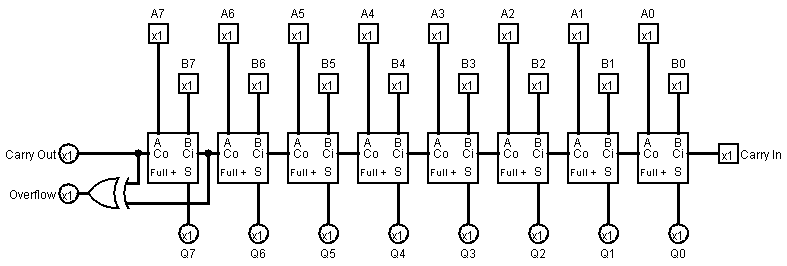 A7 A6 A5 A4 A3 A2 A1 A0
x1 x1 x1 x1 x1 x1 x1 x1
B7 B6 B5 B4 B3 B2 B1 B0
x1 x1 x1 x1 x1 x1 x1 x1
A B A B A B A B A B A B A B A B
Carry Out x1 Co Ci Co Ci Co Ci Co Ci Co Ci Co Ci Co Ci Co Ci x1 Carry In
Full + S Full + S Full + S Full + S Full + S Full + S Full + S Full + S
Overflow x1
x1 x1 x1 x1 x1 x1 x1 x1
Q7 Q6 Q5 Q4 Q3 Q2 Q1 Q0